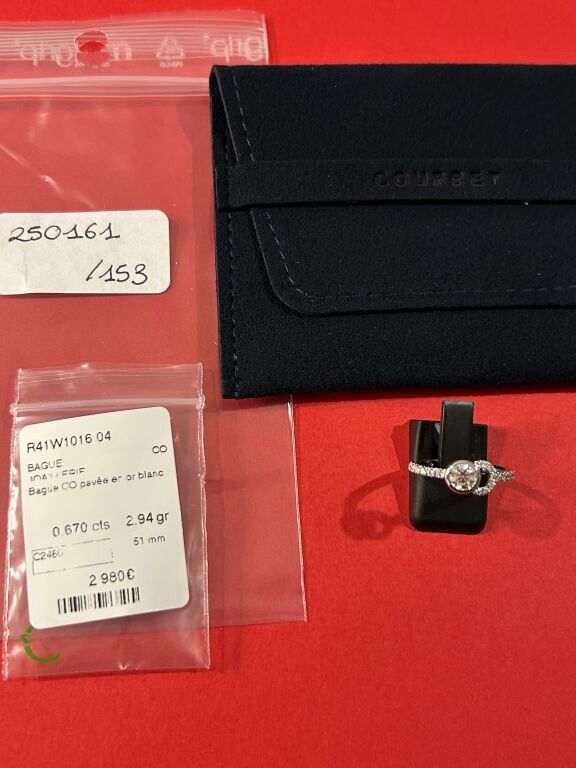 COURBET
250161
/153
R41W1016 04
CO
BAGUE
JOAILLERIE
Bague CO pavée en or blanc
0.670 cts 2.94 gr
C2460
51 mm
2 980€